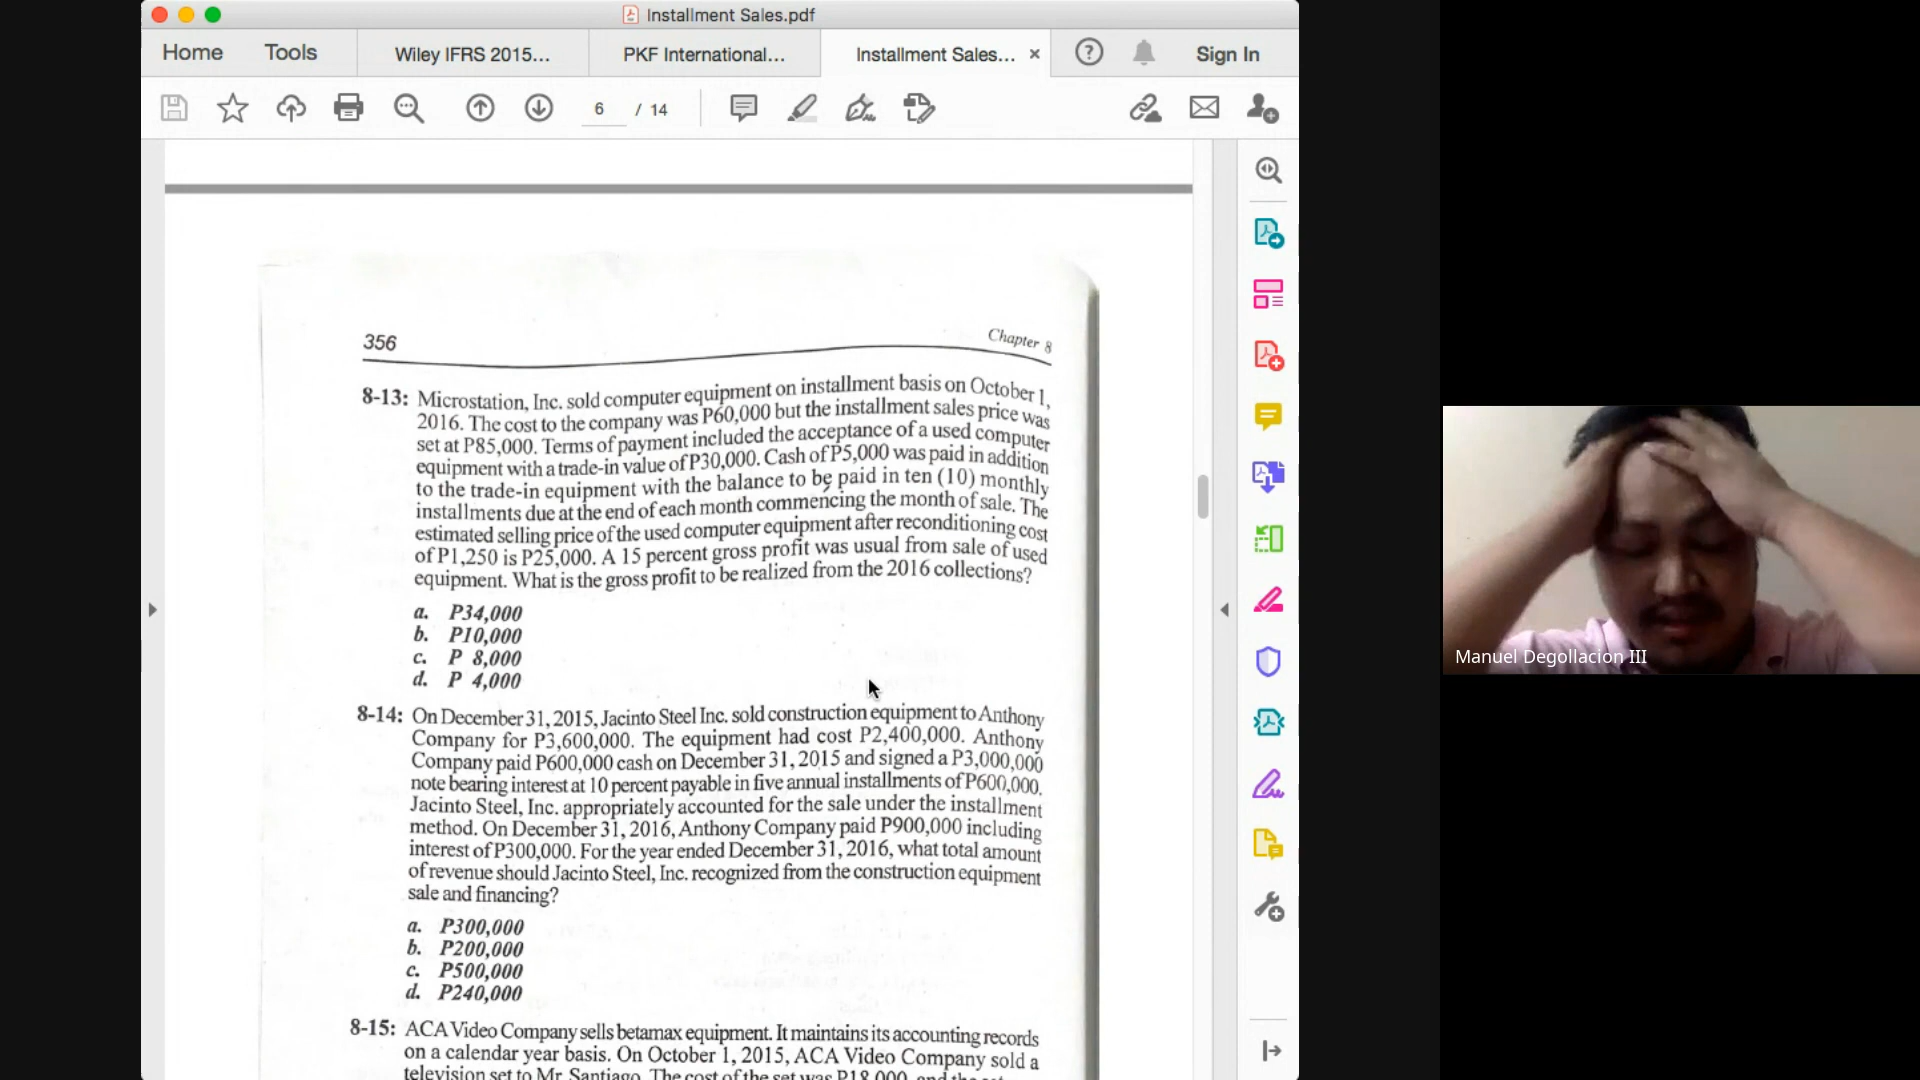 Installment Sales.pdf
Home Tools Wiley IFRS 2015... PKF International... Installment Sales... × ? Sign In
6 / 14
356 Chapter 8
8-13: Microstation, Inc. sold computer equipment on installment basis on October 1,
2016. The cost to the company was P60,000 but the installment sales price was
set at P85,000. Terms of payment included the acceptance of a used computer
equipment with a trade-in value of P30,000. Cash of P5,000 was paid in addition
to the trade-in equipment with the balance to be paid in ten (10) monthly
installments due at the end of each month commencing the month of sale. The
estimated selling price of the used computer equipment after reconditioning cost
of P1,250 is P25,000. A 15 percent gross profit was usual from sale of used
equipment. What is the gross profit to be realized from the 2016 collections?
a. P34,000
b. P10,000
c. P 8,000
d. P 4,000
8-14: On December 31, 2015, Jacinto Steel Inc. sold construction equipment to Anthony
Company for P3,600,000. The equipment had cost P2,400,000. Anthony
Company paid P600,000 cash on December 31, 2015 and signed a P3,000,000
note bearing interest at 10 percent payable in five annual installments of P600,000.
Jacinto Steel, Inc. appropriately accounted for the sale under the installment
method. On December 31, 2016, Anthony Company paid P900,000 including
interest of P300,000. For the year ended December 31, 2016, what total amount
of revenue should Jacinto Steel, Inc. recognized from the construction equipment
sale and financing?
a. P300,000
b. P200,000
c. P500,000
d. P240,000
8-15: ACA Video Company sells betamax equipment. It maintains its accounting records
on a calendar year basis. On October 1, 2015, ACA Video Company sold a
television set to Mr. Santiago. The cost of the set was P18,000, and the
Manuel Degollacion III